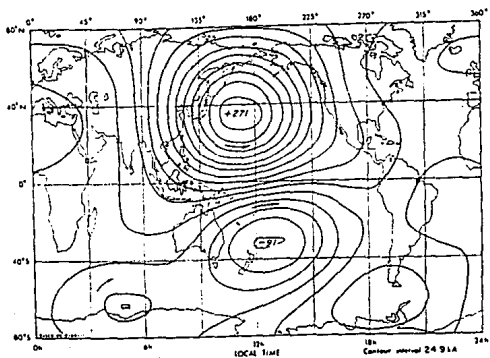 0° 45° 90° 135° 180° 225° 270° 315° 360°
60°N
+271
40°N
0°
-91
40°S
80°S
0h 6h 12h 18h 24h
LOCAL TIME
Contour interval 24 9 kA